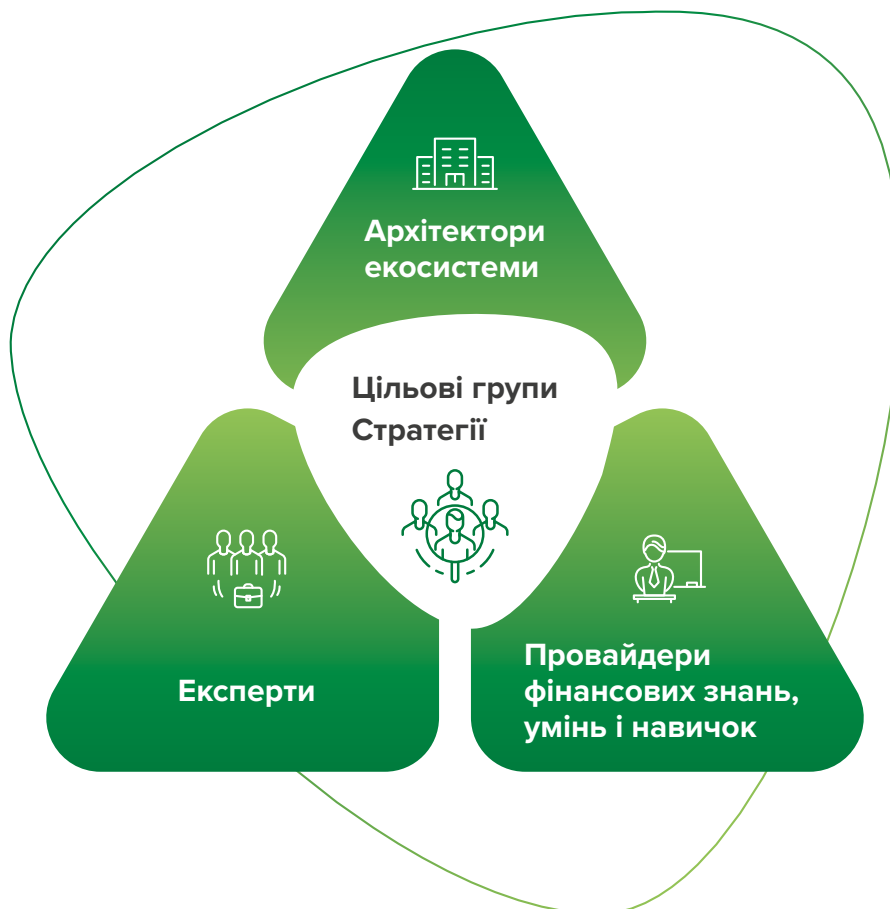 Архітектори
екосистеми
Цільові групи
Стратегії
Експерти
Провайдери
фінансових знань,
умінь і навичок